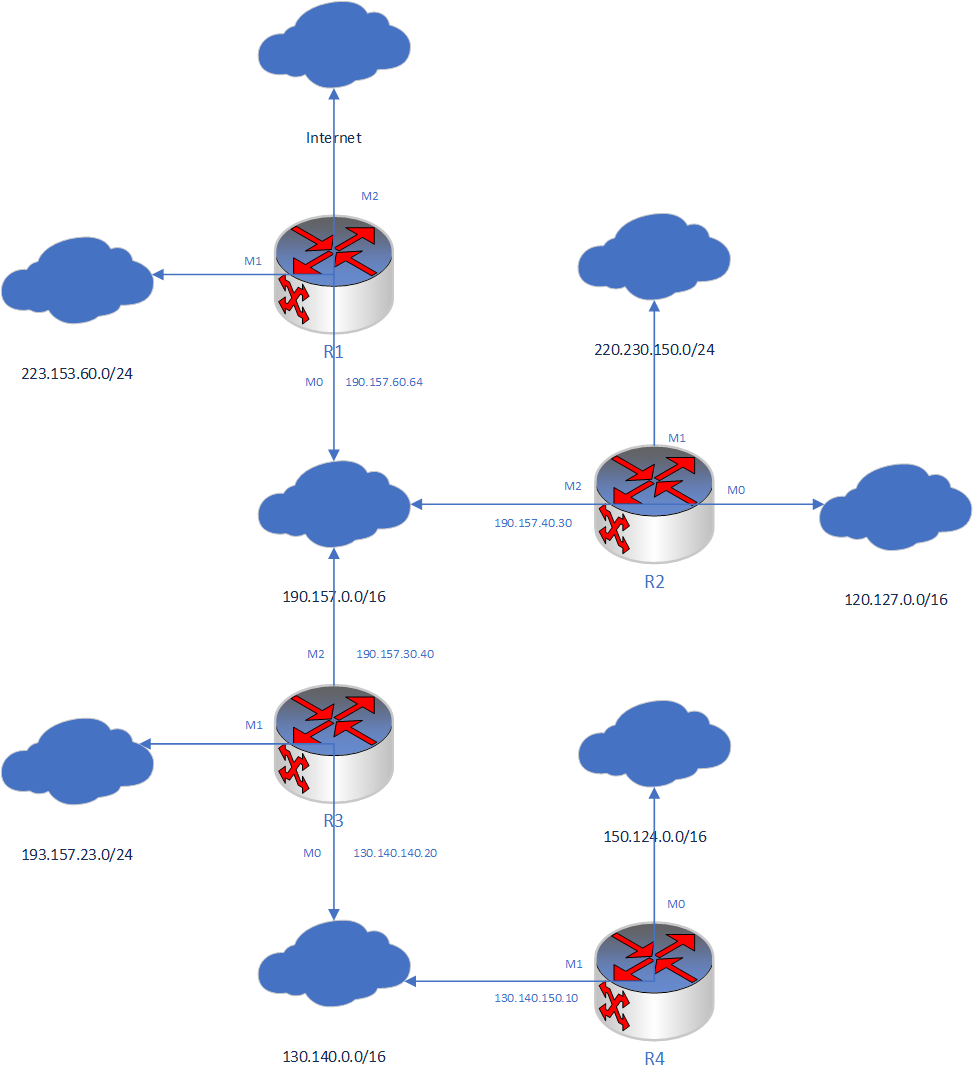 Internet
M2
M1
R1
223.153.60.0/24
M0
190.157.60.64
220.230.150.0/24
M1
M2
M0
190.157.40.30
R2
190.157.0.0/16
120.127.0.0/16
M2
190.157.30.40
M1
R3
193.157.23.0/24
M0
130.140.140.20
150.124.0.0/16
M0
M1
130.140.150.10
130.140.0.0/16
R4